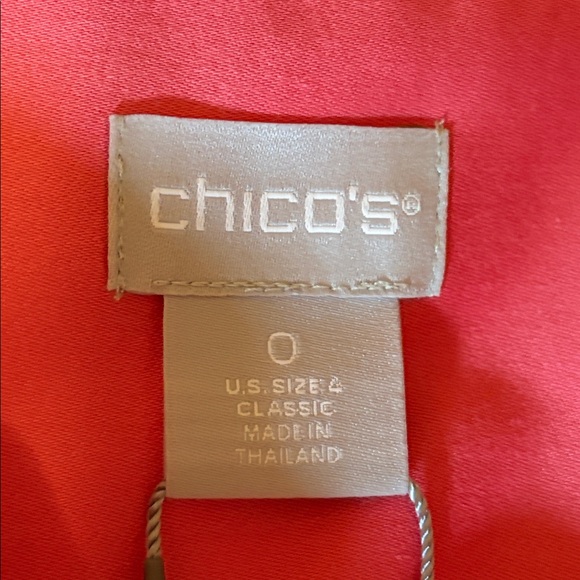 chico's®
0
U.S. SIZE 4
CLASSIC
MADE IN
THAILAND